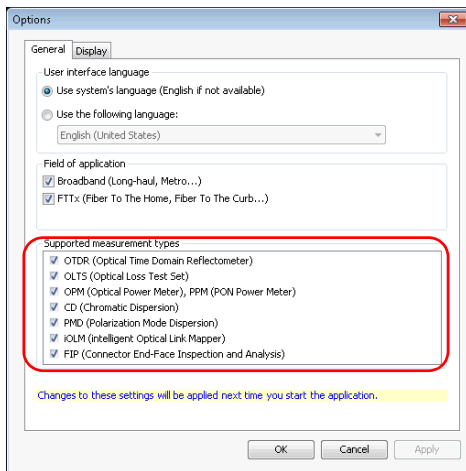 Options
General
Display
User interface language
Use system's language (English if not available)
Use the following language:
English (United States)
Field of application
Broadband (Long-haul, Metro...)
FTTx (Fiber To The Home, Fiber To The Curb...)
Supported measurement types
OTDR (Optical Time Domain Reflectometer)
OLTS (Optical Loss Test Set)
OPM (Optical Power Meter), PPM (PON Power Meter)
CD (Chromatic Dispersion)
PMD (Polarization Mode Dispersion)
iOLM (intelligent Optical Link Mapper)
FIP (Connector End-Face Inspection and Analysis)
Changes to these settings will be applied next time you start the application.
OK
Cancel
Apply